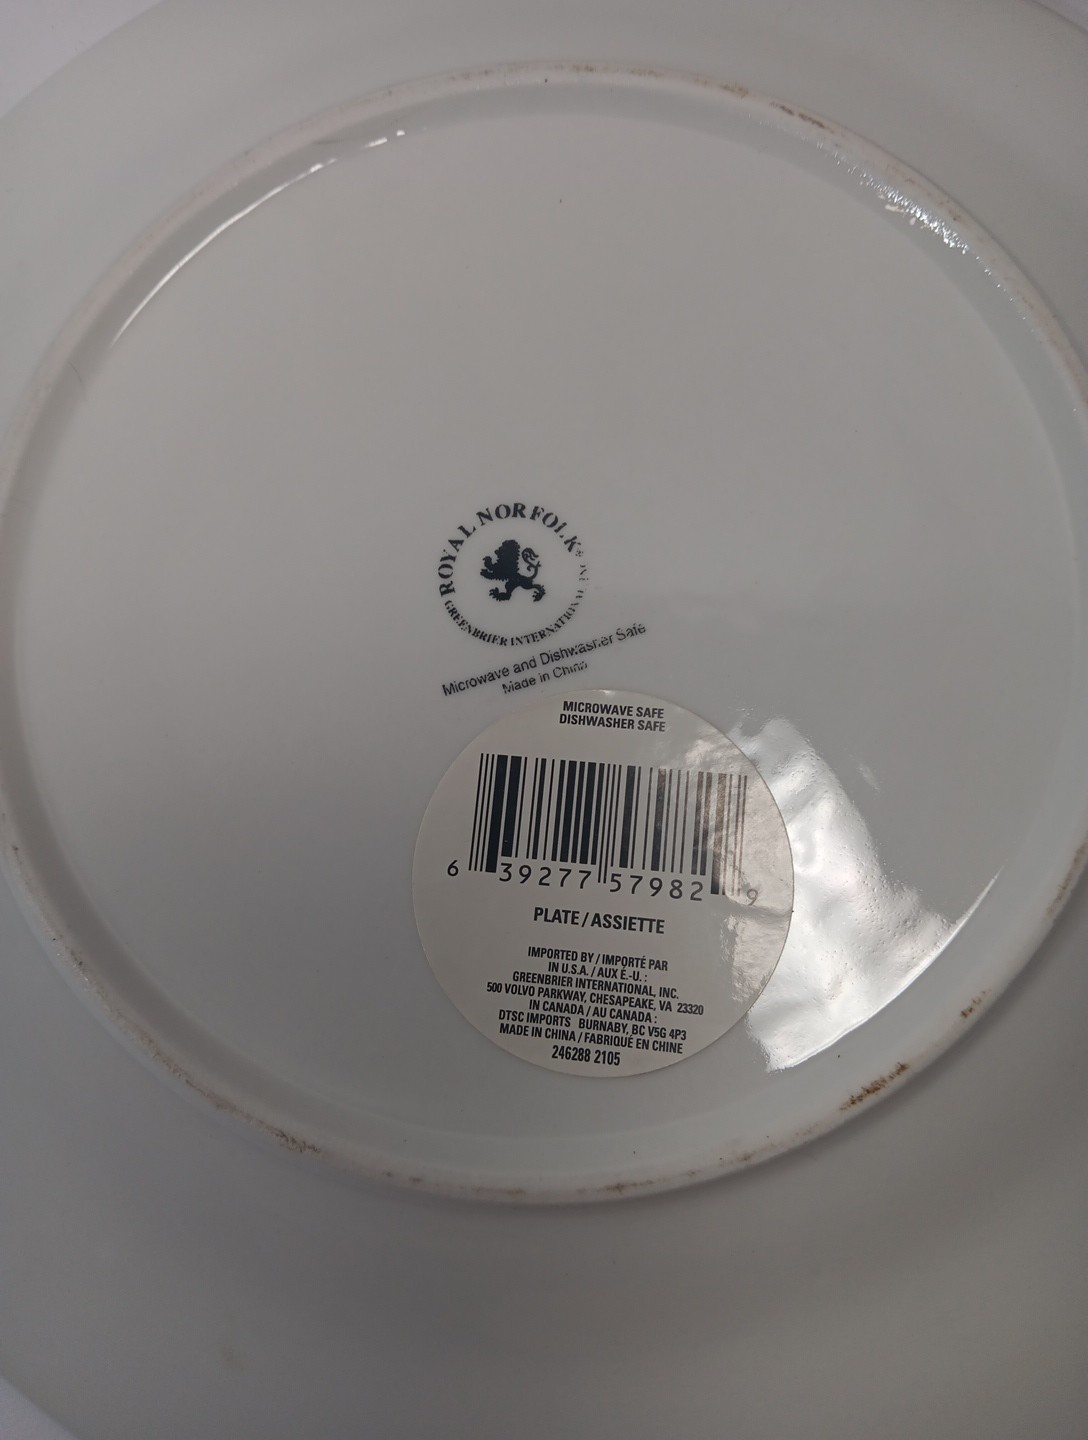 ROYAL NORFOLK®
GREENBRIER INTERNATIONAL, INC.
Microwave and Dishwasher Safe
Made in China
MICROWAVE SAFE
DISHWASHER SAFE
6 39277 57982 9
PLATE / ASSIETTE
IMPORTED BY / IMPORTÉ PAR
IN U.S.A. / AUX É.-U. :
GREENBRIER INTERNATIONAL, INC.
500 VOLVO PARKWAY, CHESAPEAKE, VA 23320
IN CANADA / AU CANADA :
DTSC IMPORTS BURNABY, BC V5G 4P3
MADE IN CHINA / FABRIQUÉ EN CHINE
246288 2105